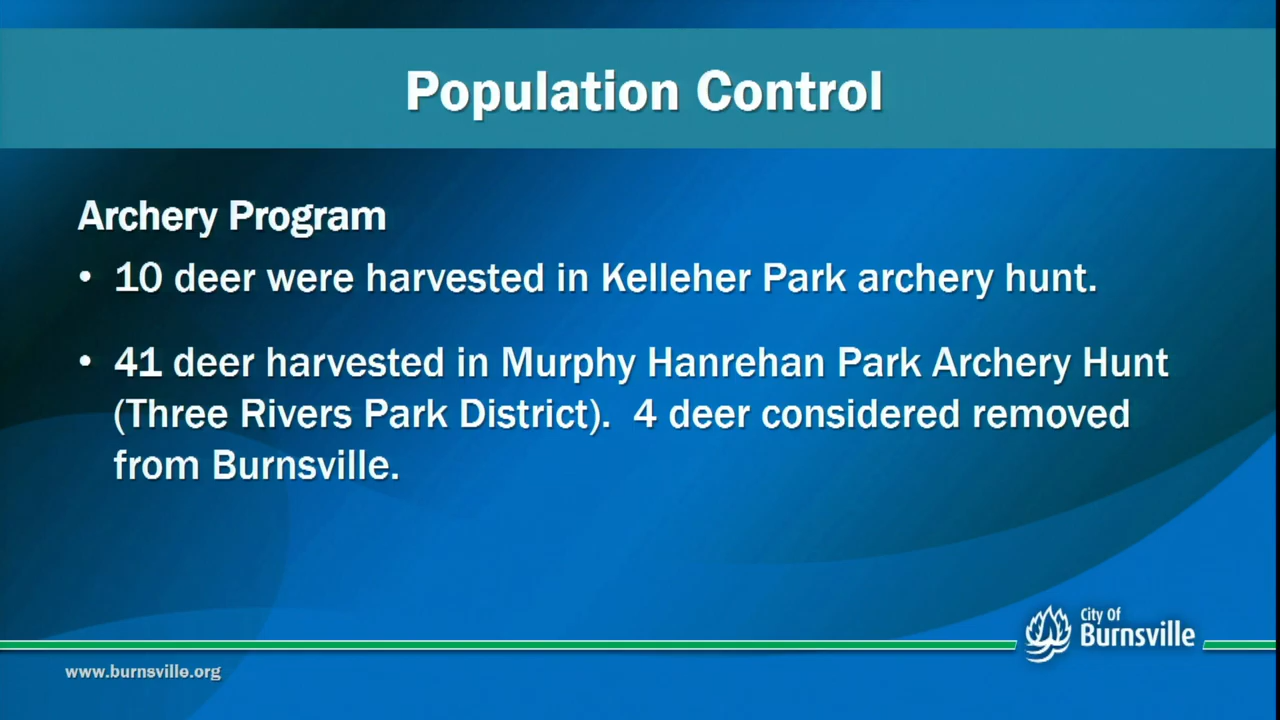 Population Control
Archery Program
• 10 deer were harvested in Kelleher Park archery hunt.
• 41 deer harvested in Murphy Hanrehan Park Archery Hunt
(Three Rivers Park District).  4 deer considered removed
from Burnsville.
City Of
Burnsville
www.burnsville.org